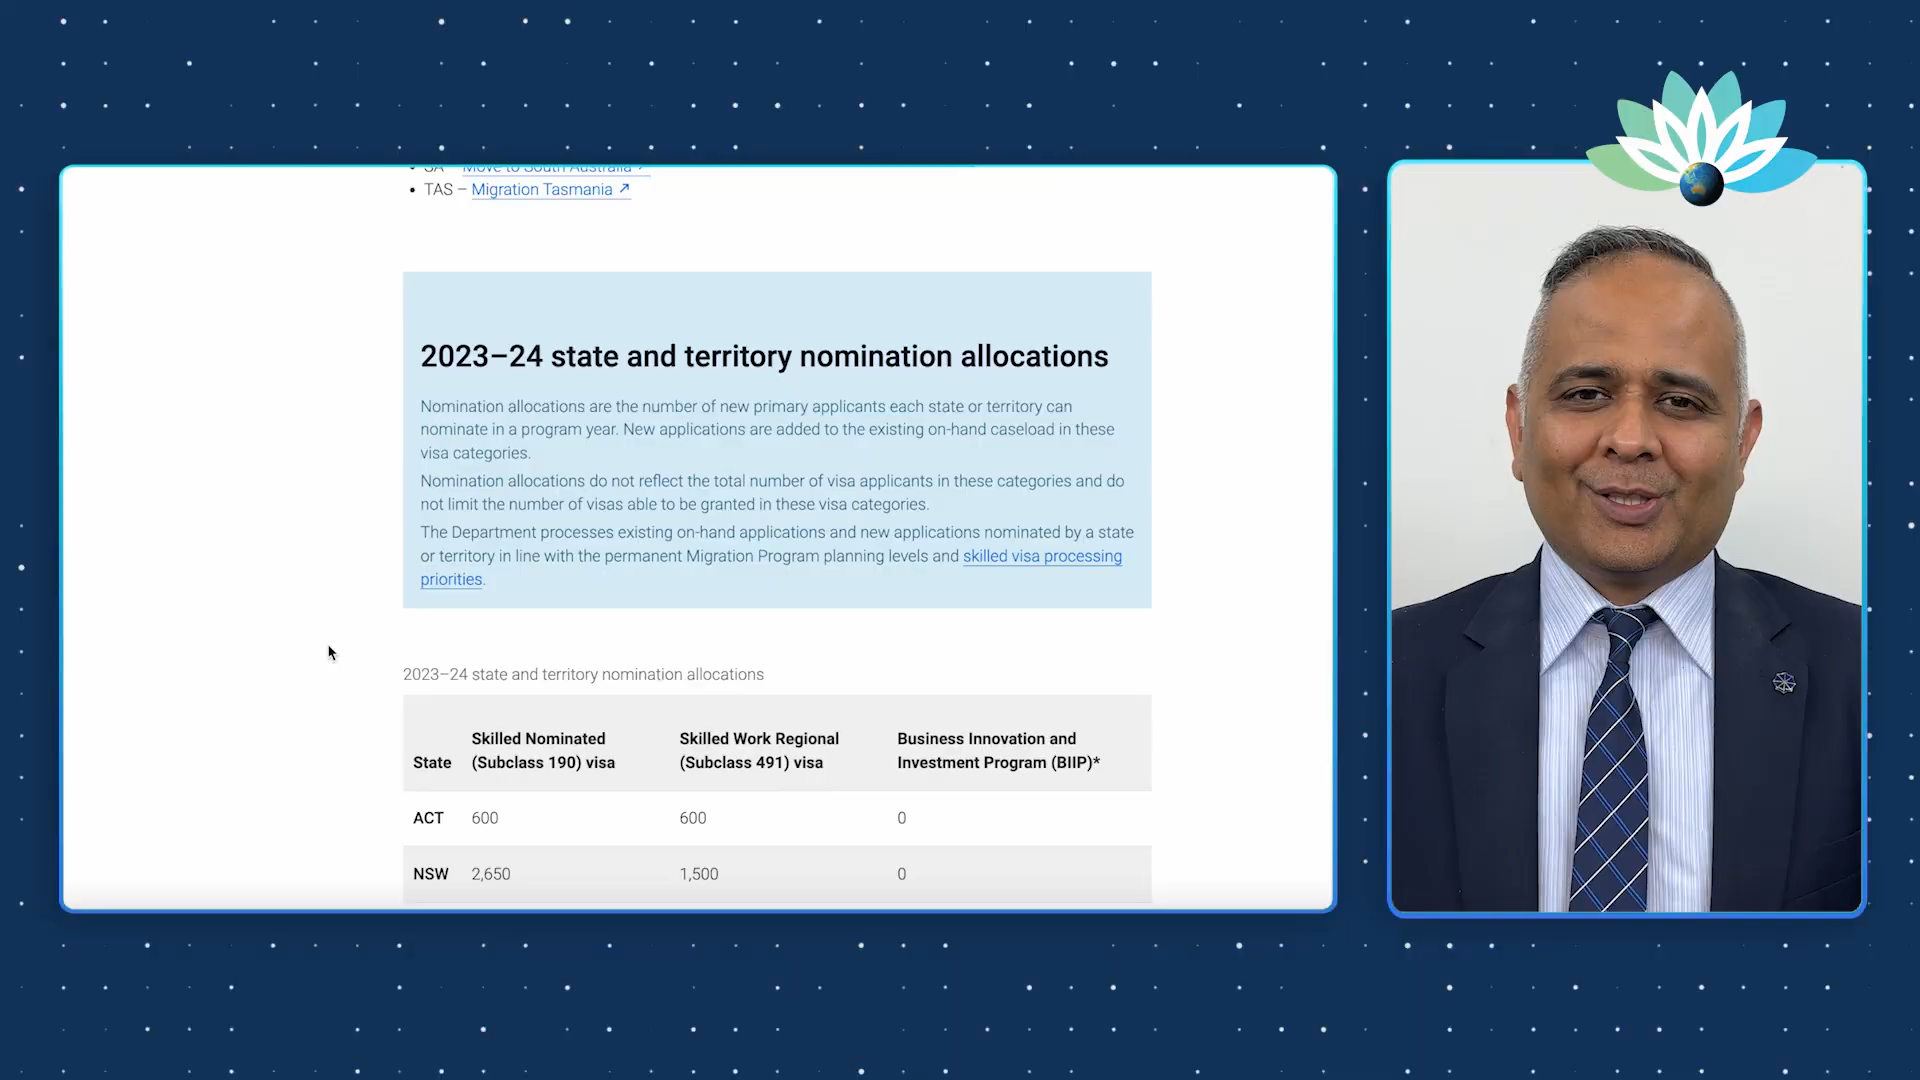 SA – Move to South Australia ↗
TAS – Migration Tasmania ↗
2023–24 state and territory nomination allocations
Nomination allocations are the number of new primary applicants each state or territory can
nominate in a program year. New applications are added to the existing on-hand caseload in these
visa categories.
Nomination allocations do not reflect the total number of visa applicants in these categories and do
not limit the number of visas able to be granted in these visa categories.
The Department processes existing on-hand applications and new applications nominated by a state
or territory in line with the permanent Migration Program planning levels and skilled visa processing
priorities.
2023–24 state and territory nomination allocations
State
Skilled Nominated
(Subclass 190) visa
Skilled Work Regional
(Subclass 491) visa
Business Innovation and
Investment Program (BIIP)*
ACT 600 600 0
NSW 2,650 1,500 0